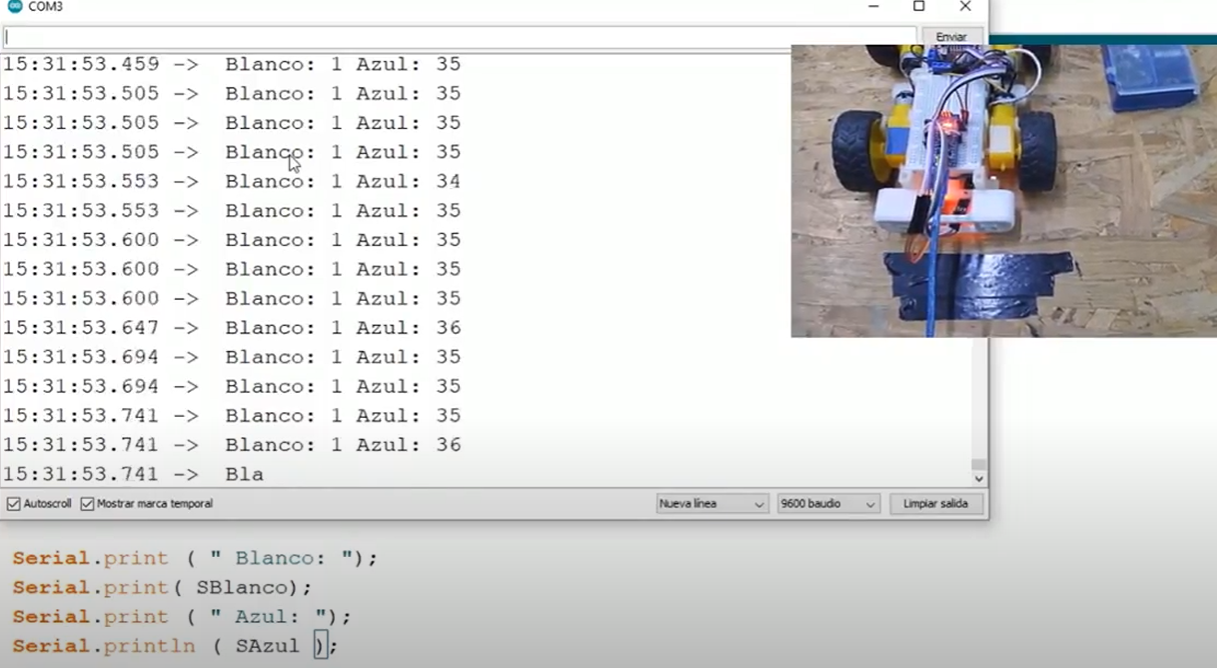 COM3
Enviar
15:31:53.459 -> Blanco: 1 Azul: 35
15:31:53.505 -> Blanco: 1 Azul: 35
15:31:53.505 -> Blanco: 1 Azul: 35
15:31:53.505 -> Blanco: 1 Azul: 35
15:31:53.553 -> Blanco: 1 Azul: 34
15:31:53.553 -> Blanco: 1 Azul: 35
15:31:53.600 -> Blanco: 1 Azul: 35
15:31:53.600 -> Blanco: 1 Azul: 35
15:31:53.600 -> Blanco: 1 Azul: 35
15:31:53.647 -> Blanco: 1 Azul: 36
15:31:53.694 -> Blanco: 1 Azul: 35
15:31:53.694 -> Blanco: 1 Azul: 35
15:31:53.741 -> Blanco: 1 Azul: 35
15:31:53.741 -> Blanco: 1 Azul: 36
15:31:53.741 -> Bla
Autoscroll Mostrar marca temporal Nueva línea 9600 baudio Limpiar salida
Serial.print ( " Blanco: ");
Serial.print( SBlanco);
Serial.print ( " Azul: ");
Serial.println ( SAzul );